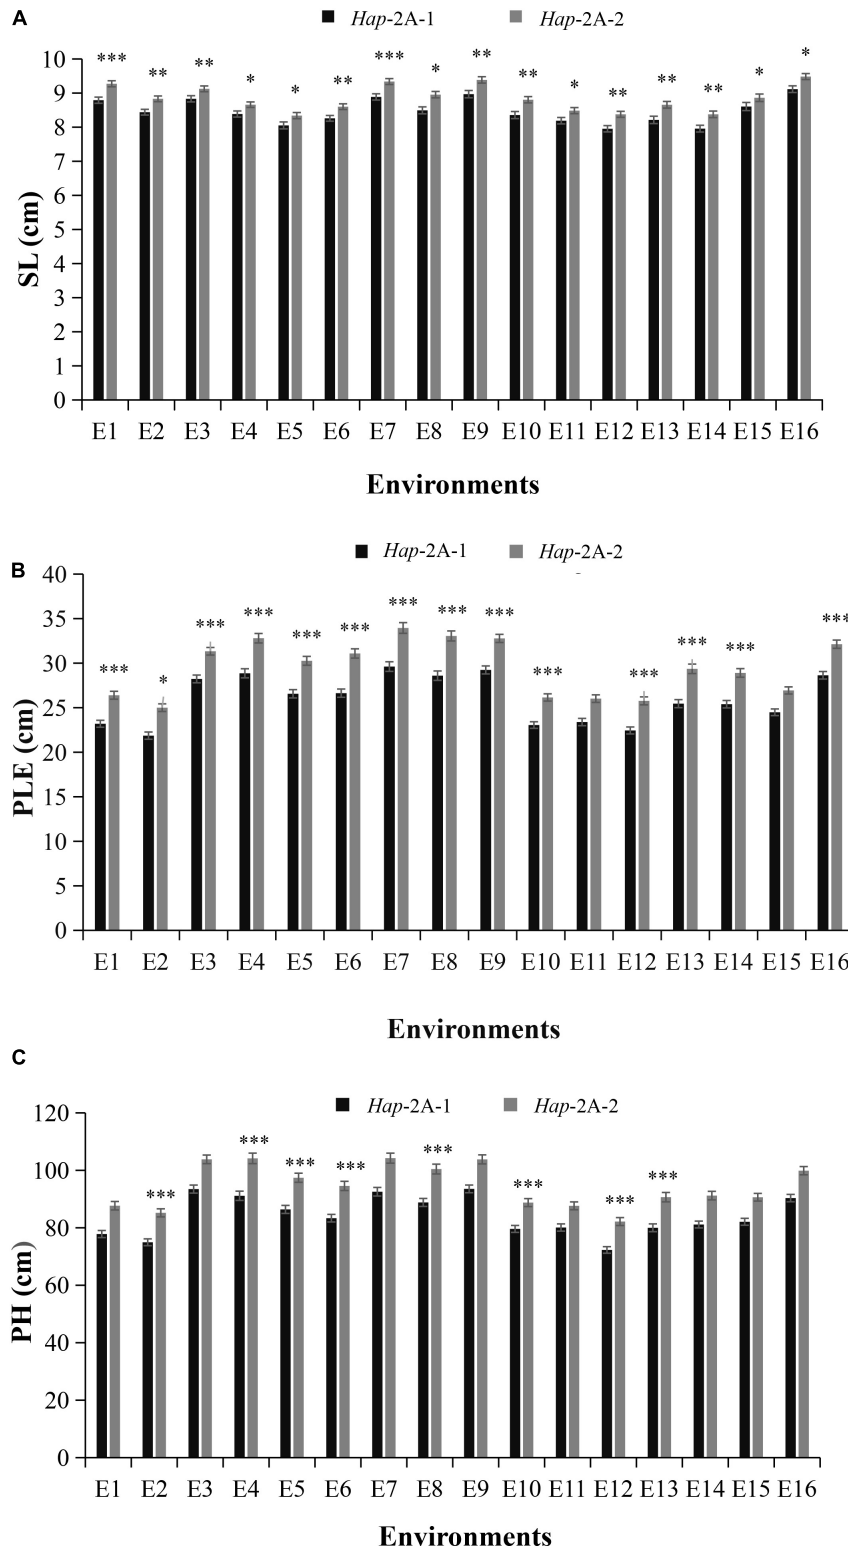 A
Hap-2A-1 Hap-2A-2
10
9
8
7
6
5
4
3
2
1
0
SL (cm)
*** ** ** * * ** *** * ** ** * ** ** ** * *
E1 E2 E3 E4 E5 E6 E7 E8 E9 E10 E11 E12 E13 E14 E15 E16
Environments
B
Hap-2A-1 Hap-2A-2
40
35
30
25
20
15
10
5
0
PLE (cm)
*** * *** *** *** *** *** *** *** *** *** *** *** ***
E1 E2 E3 E4 E5 E6 E7 E8 E9 E10 E11 E12 E13 E14 E15 E16
Environments
C
Hap-2A-1 Hap-2A-2
120
100
80
60
40
20
0
PH (cm)
*** *** *** *** *** *** *** ***
E1 E2 E3 E4 E5 E6 E7 E8 E9 E10 E11 E12 E13 E14 E15 E16
Environments